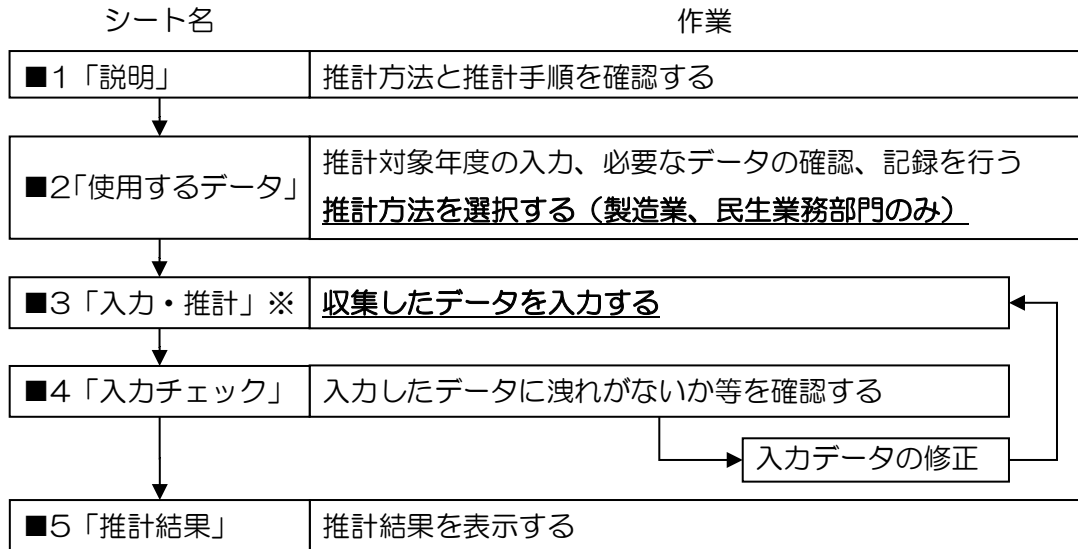 シート名 作業
■1「説明」 推計方法と推計手順を確認する
■2「使用するデータ」 推計対象年度の入力、必要なデータの確認、記録を行う
推計方法を選択する（製造業、民生業務部門のみ）
■3「入力・推計」※ 収集したデータを入力する
■4「入力チェック」 入力したデータに洩れがないか等を確認する
入力データの修正
■5「推計結果」 推計結果を表示する